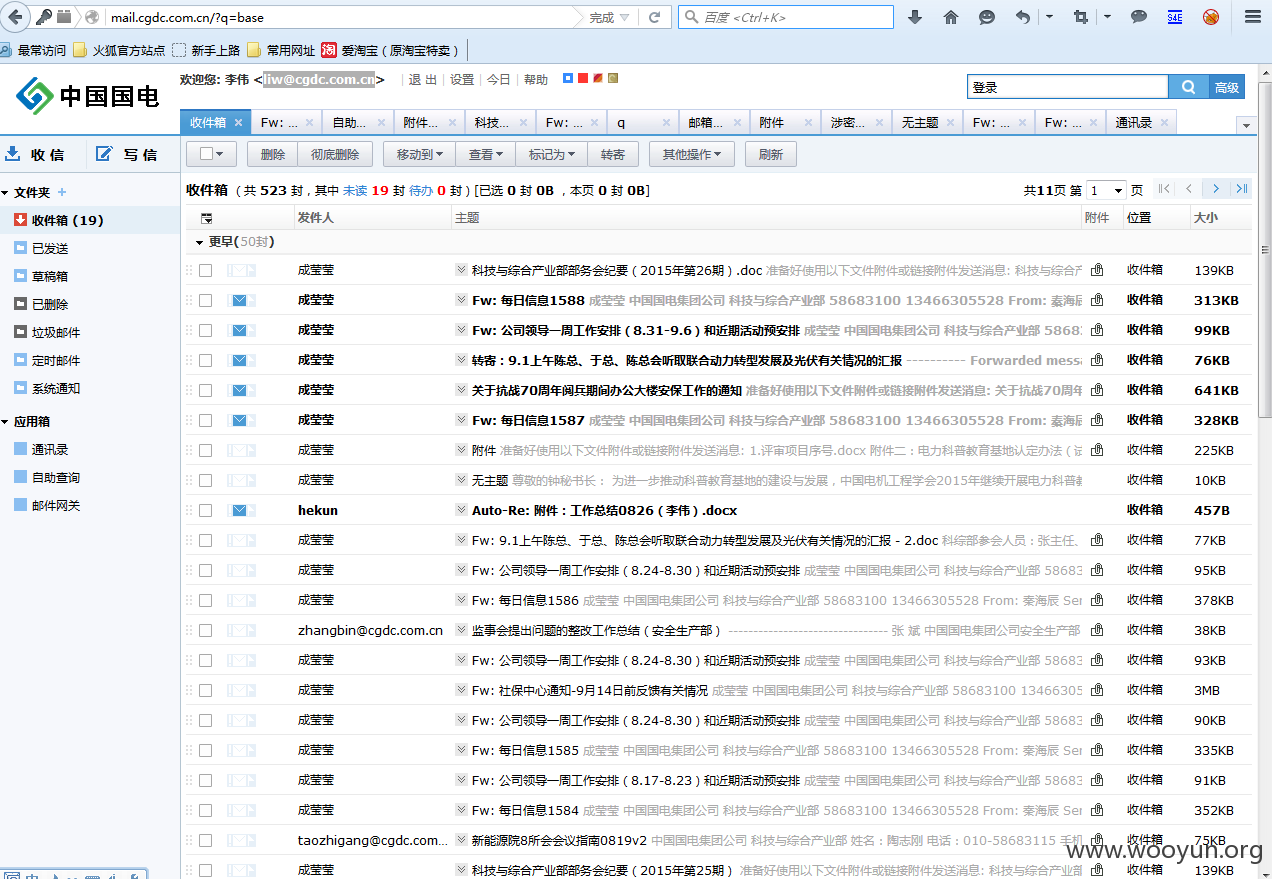 mail.cgdc.com.cn/?q=base 完成 百度 <Ctrl+K> S4E
最常访问 火狐官方站点 新手上路 常用网址 淘 爱淘宝（原淘宝特卖）
中国国电
欢迎您: 李伟 <liw@cgdc.com.cn> | 退出 | 设置 | 今日 | 帮助
登录 高级
收件箱 × Fw: ... × 自助... × 附件... × 科技... × Fw: ... × q × 邮箱... × 附件 × 涉密... × 无主题 × Fw: ... × Fw: ... × 通讯录 ×
收 信 写 信
删除 彻底删除 移动到 查看 标记为 转寄 其他操作 刷新
文件夹 +
收件箱 (19)
已发送
草稿箱
已删除
垃圾邮件
定时邮件
系统通知
应用箱
通讯录
自助查询
邮件网关
收件箱（共 523 封，其中 未读 19 封 待办 0 封）[已选 0 封 0B ，本页 0 封 0B]
共11页 第 1 页
发件人 主题 附件 位置 大小
更早(50封)
成莹莹 科技与综合产业部部务会纪要（2015年第26期）.doc 准备好使用以下文件附件或链接附件发送消息: 科技与综合产 收件箱 139KB
成莹莹 Fw: 每日信息1588 成莹莹 中国国电集团公司 科技与综合产业部 58683100 13466305528 From: 秦海辰 收件箱 313KB
成莹莹 Fw: 公司领导一周工作安排（8.31-9.6）和近期活动预安排 成莹莹 中国国电集团公司 科技与综合产业部 5868 收件箱 99KB
成莹莹 转寄：9.1上午陈总、于总、陈总会听取联合动力转型发展及光伏有关情况的汇报 ---------- Forwarded mess 收件箱 76KB
成莹莹 关于抗战70周年阅兵期间办公大楼安保工作的通知 准备好使用以下文件附件或链接附件发送消息: 关于抗战70周年 收件箱 641KB
成莹莹 Fw: 每日信息1587 成莹莹 中国国电集团公司 科技与综合产业部 58683100 13466305528 From: 秦海辰 收件箱 328KB
成莹莹 附件 准备好使用以下文件附件或链接附件发送消息: 1.评审项目序号.docx 附件二：电力科普教育基地认定办法（试 收件箱 225KB
成莹莹 无主题 尊敬的钟秘书长： 为进一步推动科普教育基地的建设与发展，中国电机工程学会2015年继续开展电力科普教 收件箱 10KB
hekun Auto-Re: 附件：工作总结0826（李伟）.docx 收件箱 457B
成莹莹 Fw: 9.1上午陈总、于总、陈总会听取联合动力转型发展及光伏有关情况的汇报 - 2.doc 科综部参会人员：张主任、 收件箱 77KB
成莹莹 Fw: 公司领导一周工作安排（8.24-8.30）和近期活动预安排 成莹莹 中国国电集团公司 科技与综合产业部 58683 收件箱 95KB
成莹莹 Fw: 每日信息1586 成莹莹 中国国电集团公司 科技与综合产业部 58683100 13466305528 From: 秦海辰 Ser 收件箱 378KB
zhangbin@cgdc.com.cn 监事会提出问题的整改工作总结（安全生产部） -------------------------------- 张 斌 中国国电集团公司安全生产部 收件箱 38KB
成莹莹 Fw: 公司领导一周工作安排（8.24-8.30）和近期活动预安排 成莹莹 中国国电集团公司 科技与综合产业部 58683 收件箱 93KB
成莹莹 Fw: 社保中心通知-9月14日前反馈有关情况 成莹莹 中国国电集团公司 科技与综合产业部 58683100 13466305 收件箱 3MB
成莹莹 Fw: 公司领导一周工作安排（8.24-8.30）和近期活动预安排 成莹莹 中国国电集团公司 科技与综合产业部 58683 收件箱 90KB
成莹莹 Fw: 每日信息1585 成莹莹 中国国电集团公司 科技与综合产业部 58683100 13466305528 From: 秦海辰 Ser 收件箱 335KB
成莹莹 Fw: 公司领导一周工作安排（8.17-8.23）和近期活动预安排 成莹莹 中国国电集团公司 科技与综合产业部 58683 收件箱 91KB
成莹莹 Fw: 每日信息1584 成莹莹 中国国电集团公司 科技与综合产业部 58683100 13466305528 From: 秦海辰 Ser 收件箱 352KB
taozhigang@cgdc.com... 新能源院8所会会议指南0819v2 中国国电集团公司 科技与综合产业部 姓名：陶志刚 电话：010-58683115 手机 收件箱 75KB
成莹莹 科技与综合产业部部务会纪要（2015年第25期） 准备好使用以下文件附件或链接附件发送消息: 科技与综合产 收件箱 139KB
www.wooyun.org